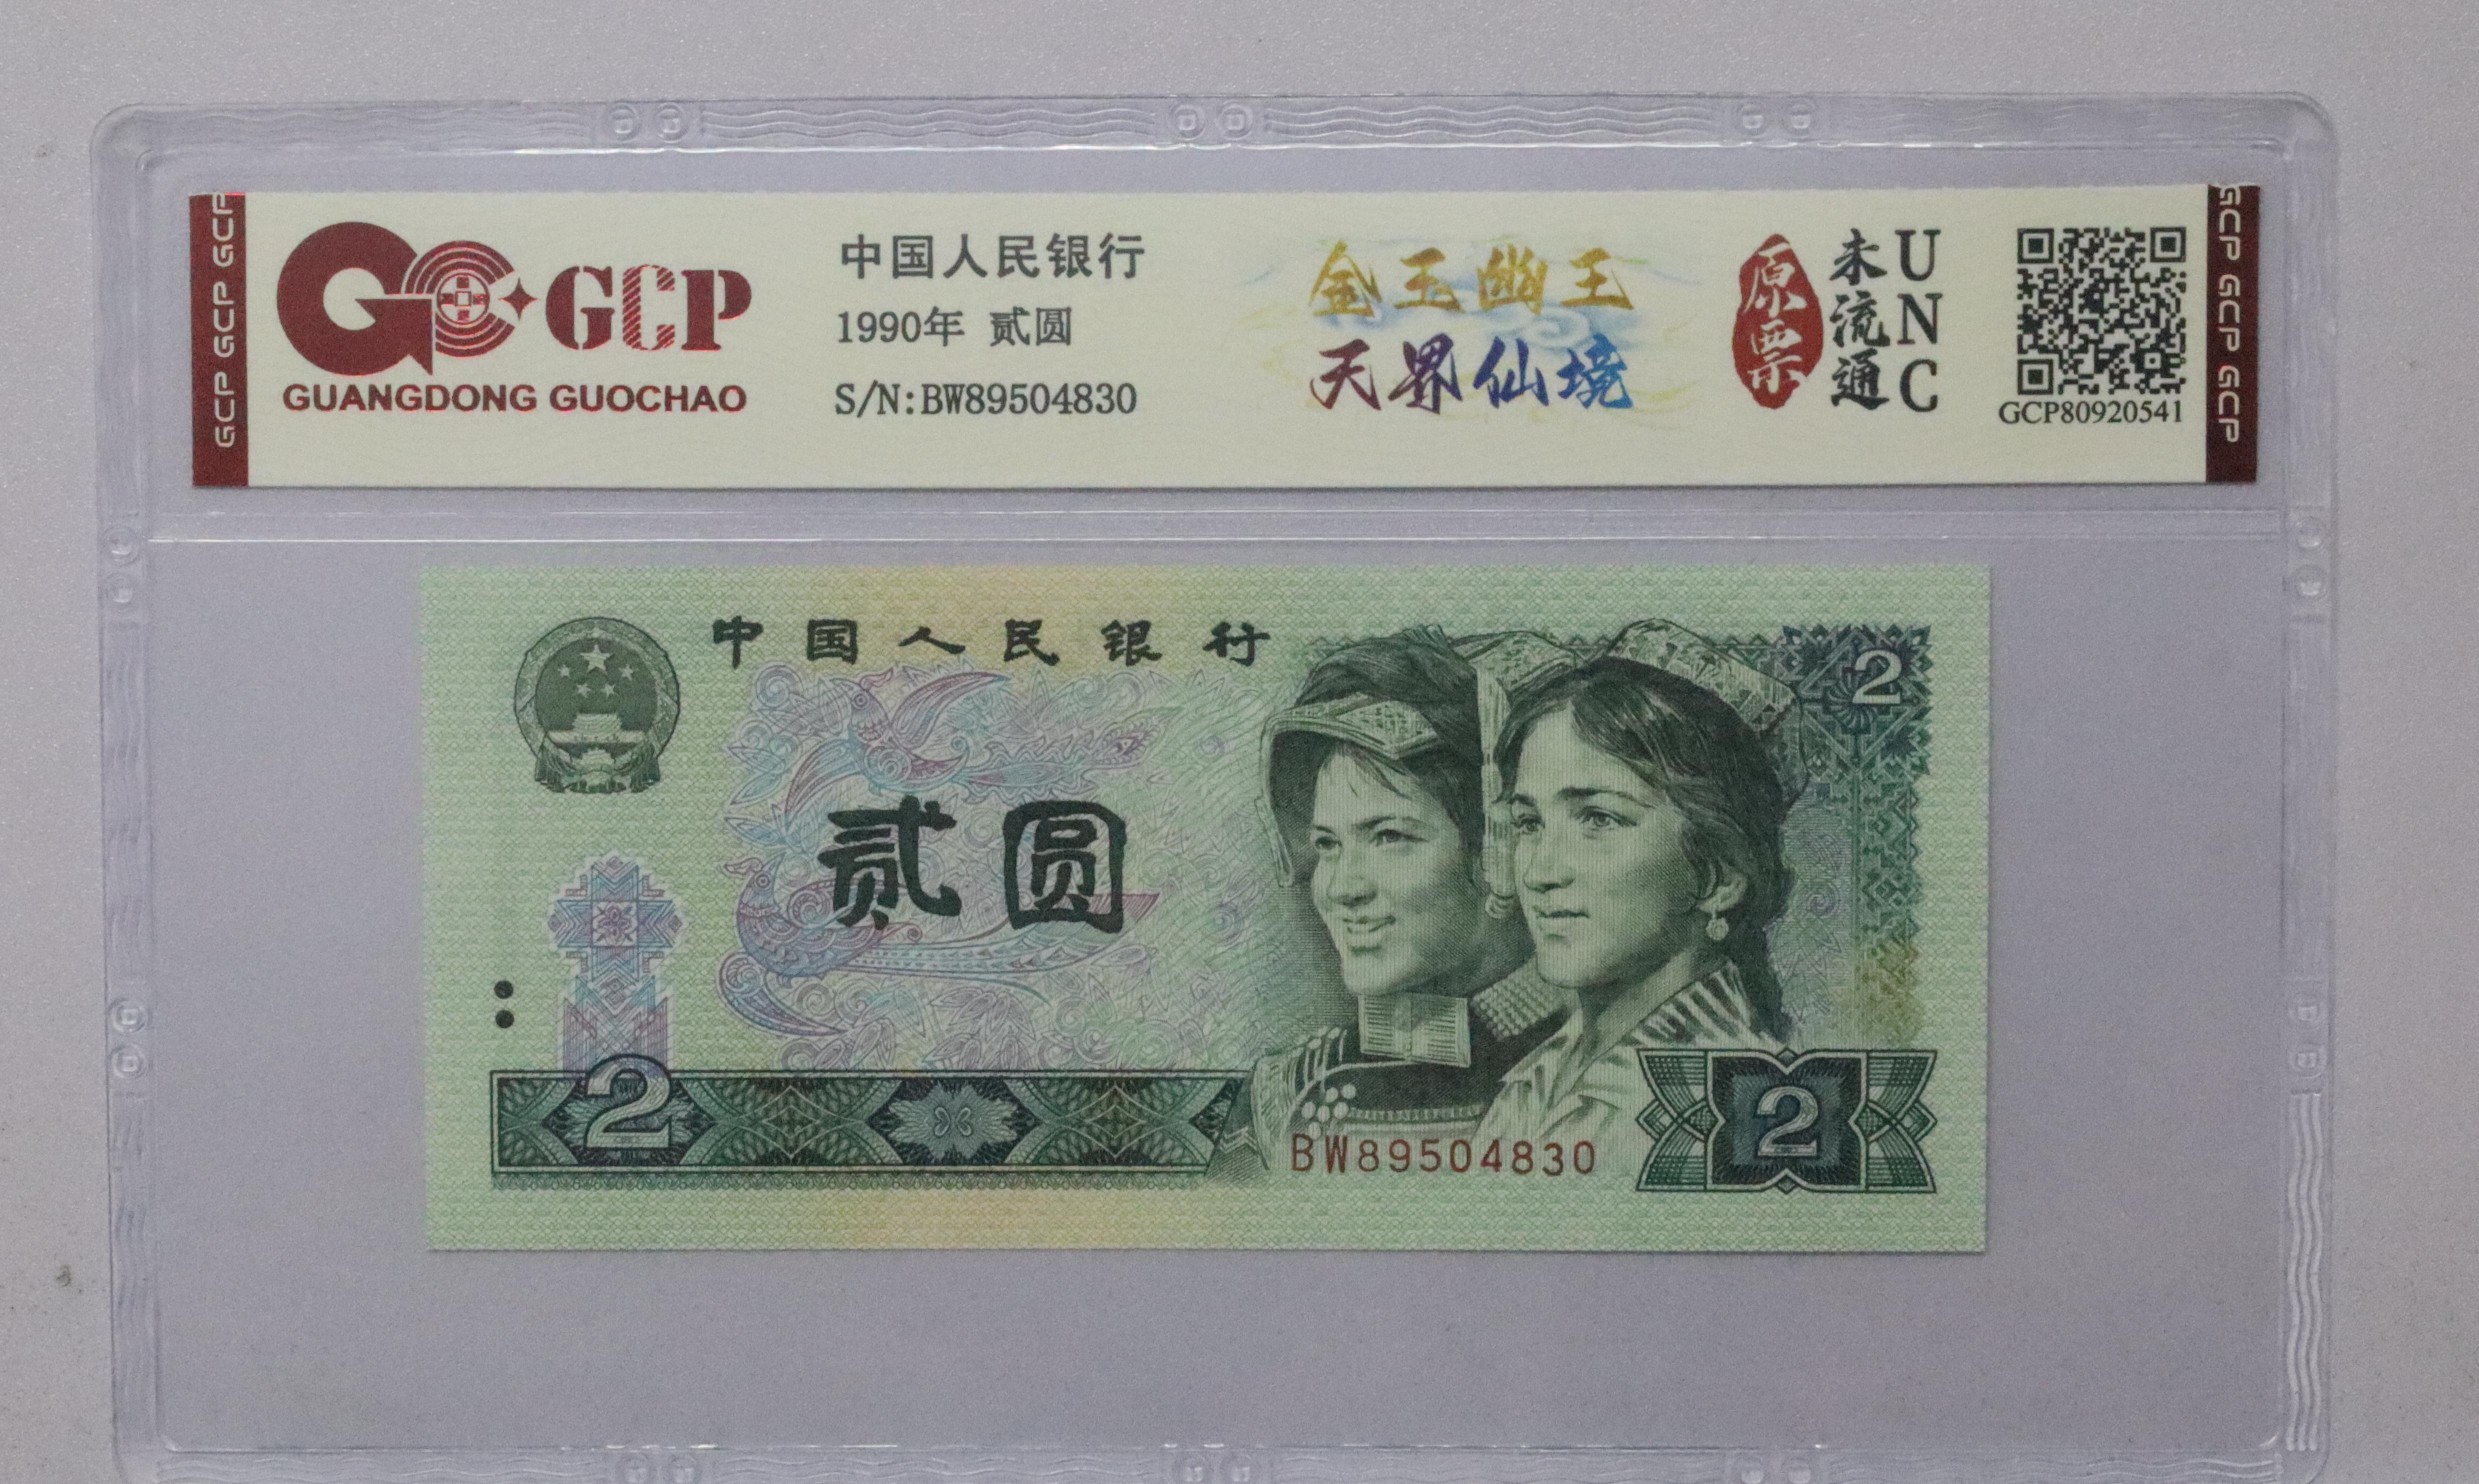 GCP GCP GCP
GCP
GUANGDONG GUOCHAO
中国人民银行
1990年 贰圆
S/N:BW89504830
金玉幽王
天界仙境
原票
未流通
UNC
GCP80920541
GCP GCP GCP
中国人民银行
2
贰圆
2
BW89504830
2